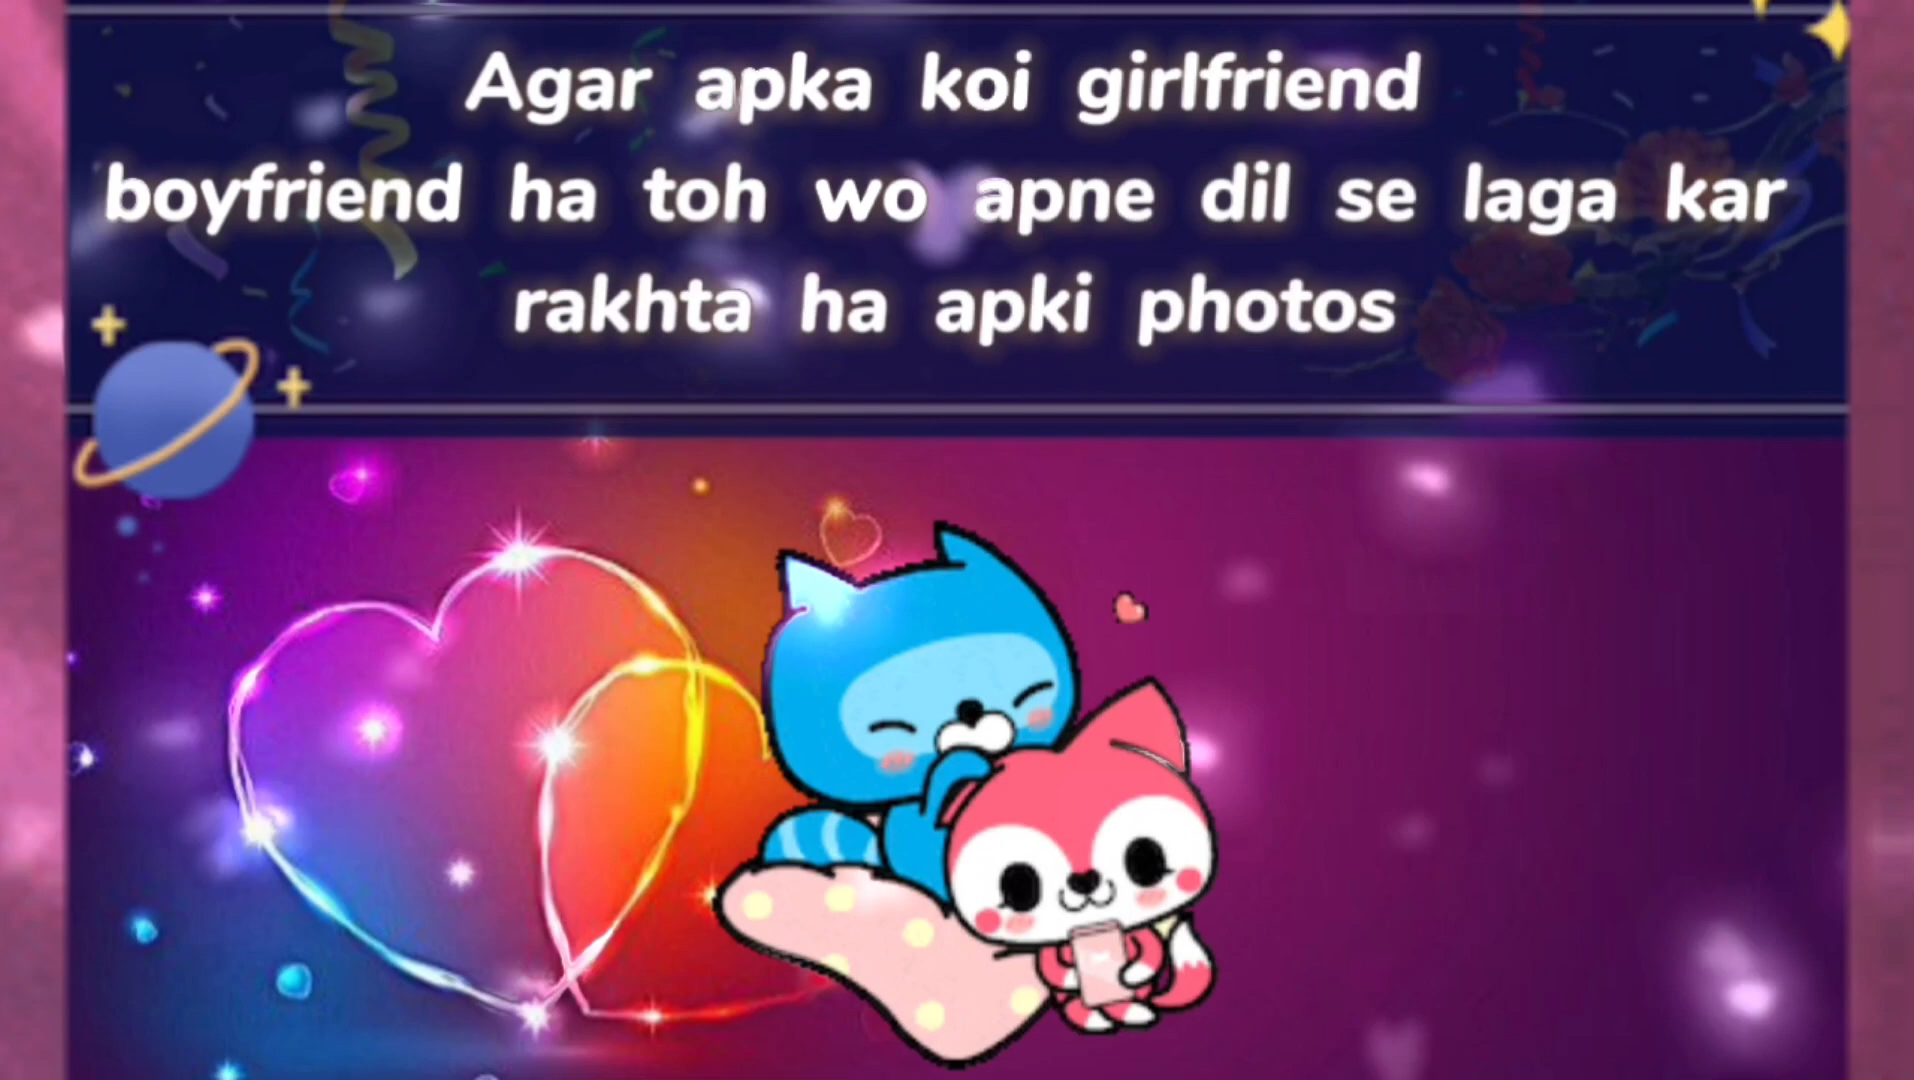 Agar apka koi girlfriend
boyfriend ha toh wo apne dil se laga kar
rakhta ha apki photos